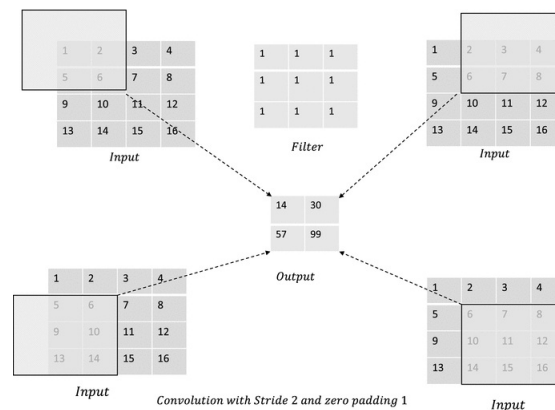 1 2 3 4
5 6 7 8
9 10 11 12
13 14 15 16
Input
1 1 1
1 1 1
1 1 1
Filter
1 2 3 4
5 6 7 8
9 10 11 12
13 14 15 16
Input
14 30
57 99
Output
1 2 3 4
5 6 7 8
9 10 11 12
13 14 15 16
Input
1 2 3 4
5 6 7 8
9 10 11 12
13 14 15 16
Input
Convolution with Stride 2 and zero padding 1